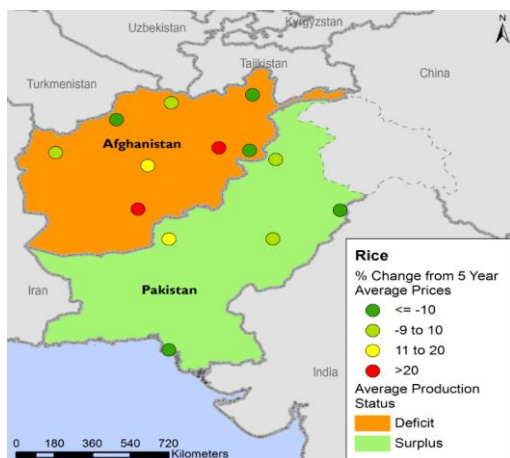 Uzbekistan
Kyrgyzstan
N
Tajikistan
Turkmenistan
China
Afghanistan
Iran
Pakistan
India
Rice
% Change from 5 Year
Average Prices
<= -10
-9 to 10
11 to 20
>20
Average Production
Status
Deficit
Surplus
0 180 360 540 720
Kilometers